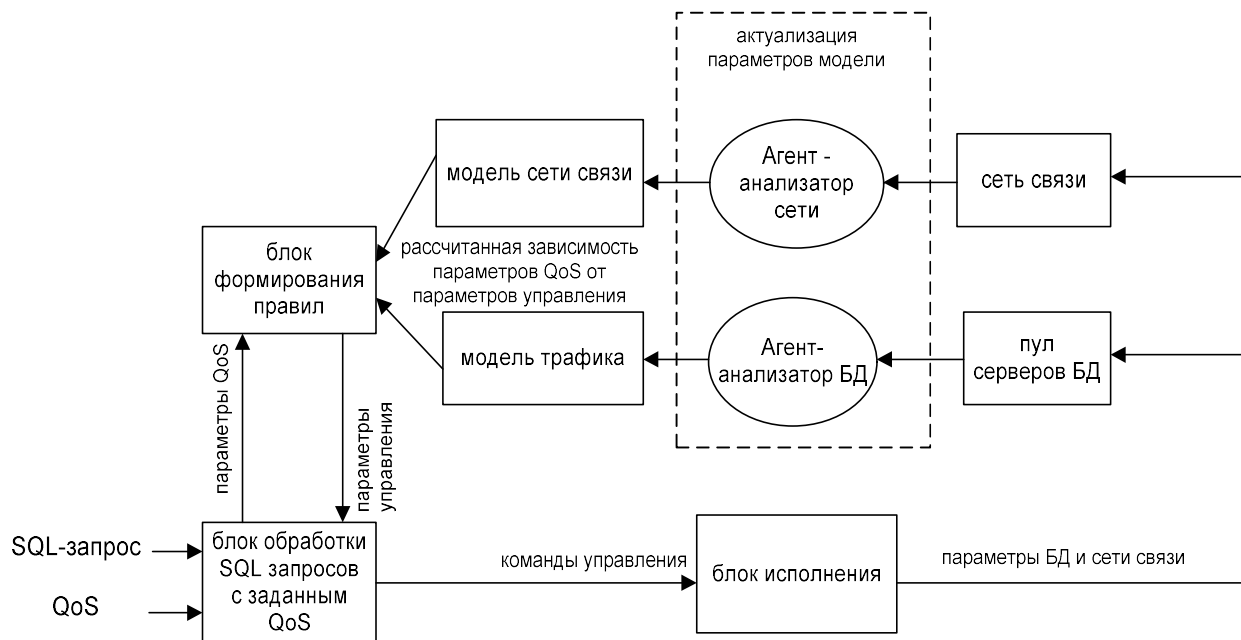 актуализация
параметров модели
модель сети связи
Агент -
анализатор
сети
сеть связи
блок
формирования
правил
рассчитанная зависимость
параметров QoS от
параметров управления
модель трафика
Агент-
анализатор БД
пул
серверов БД
параметры QoS
параметры
управления
SQL-запрос
QoS
блок обработки
SQL запросов
с заданным
QoS
команды управления
блок исполнения
параметры БД и сети связи